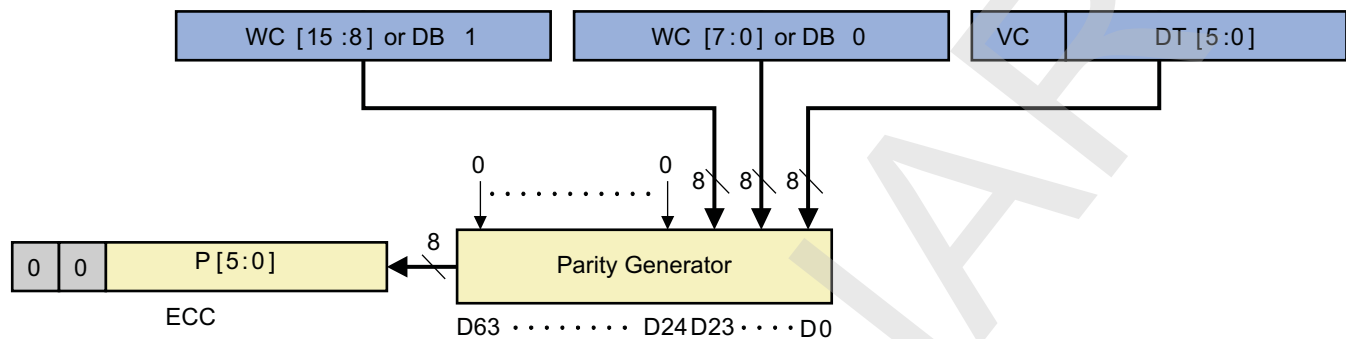 WC [15:8] or DB 1
WC [7:0] or DB 0
VC
DT [5:0]
0
0
8
8
8
0
0
P[5:0]
8
Parity Generator
ECC
D63 · · · · · · · · D24 D23 · · · · · D0